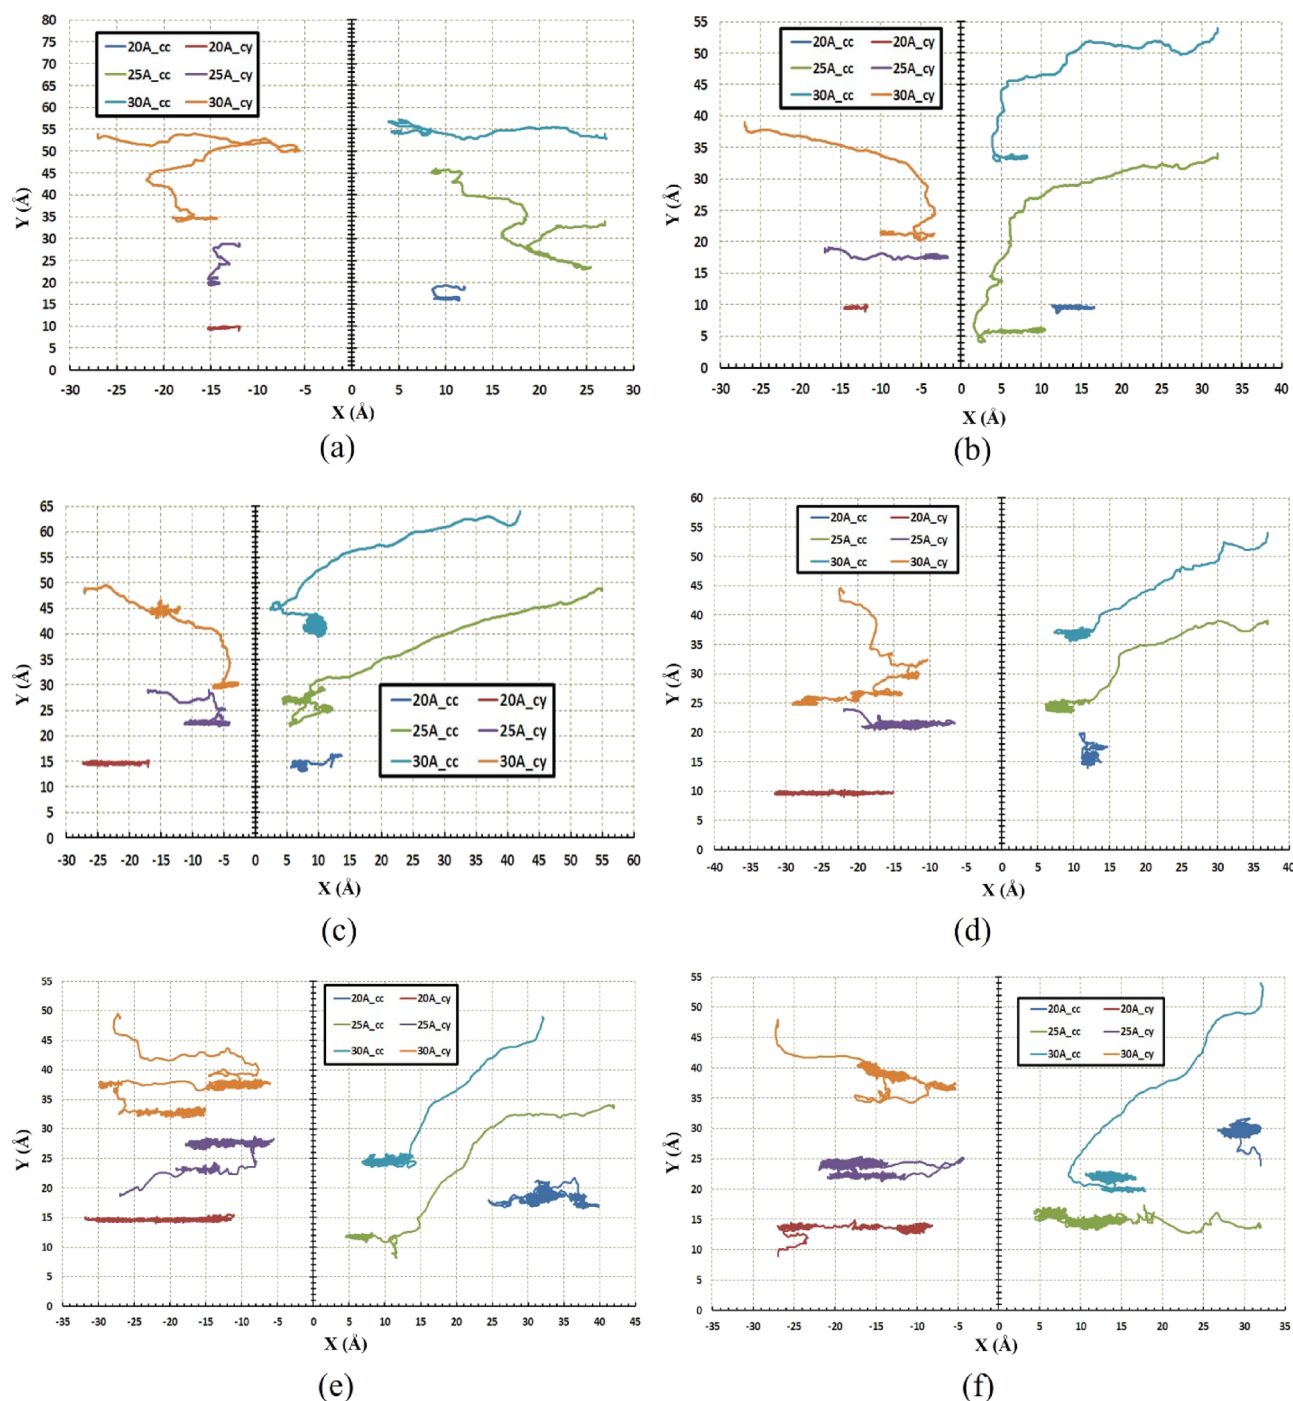 80
75
70
65
60
55
50
45
40
35
30
25
20
15
10
5
0
Y (Å)
20A_cc 20A_cy
25A_cc 25A_cy
30A_cc 30A_cy
-30 -25 -20 -15 -10 -5 0 5 10 15 20 25 30
X (Å)
(a)
55
50
45
40
35
30
25
20
15
10
5
0
Y (Å)
20A_cc 20A_cy
25A_cc 25A_cy
30A_cc 30A_cy
-30 -25 -20 -15 -10 -5 0 5 10 15 20 25 30 35 40
X (Å)
(b)
65
60
55
50
45
40
35
30
25
20
15
10
5
0
Y (Å)
20A_cc 20A_cy
25A_cc 25A_cy
30A_cc 30A_cy
-30 -25 -20 -15 -10 -5 0 5 10 15 20 25 30 35 40 45 50 55 60
X (Å)
(c)
60
55
50
45
40
35
30
25
20
15
10
5
0
Y (Å)
20A_cc 20A_cy
25A_cc 25A_cy
30A_cc 30A_cy
-40 -35 -30 -25 -20 -15 -10 -5 0 5 10 15 20 25 30 35 40
X (Å)
(d)
55
50
45
40
35
30
25
20
15
10
5
0
Y (Å)
20A_cc 20A_cy
25A_cc 25A_cy
30A_cc 30A_cy
-35 -30 -25 -20 -15 -10 -5 0 5 10 15 20 25 30 35 40 45
X (Å)
(e)
55
50
45
40
35
30
25
20
15
10
5
0
Y (Å)
20A_cc 20A_cy
25A_cc 25A_cy
30A_cc 30A_cy
-35 -30 -25 -20 -15 -10 -5 0 5 10 15 20 25 30 35
X (Å)
(f)